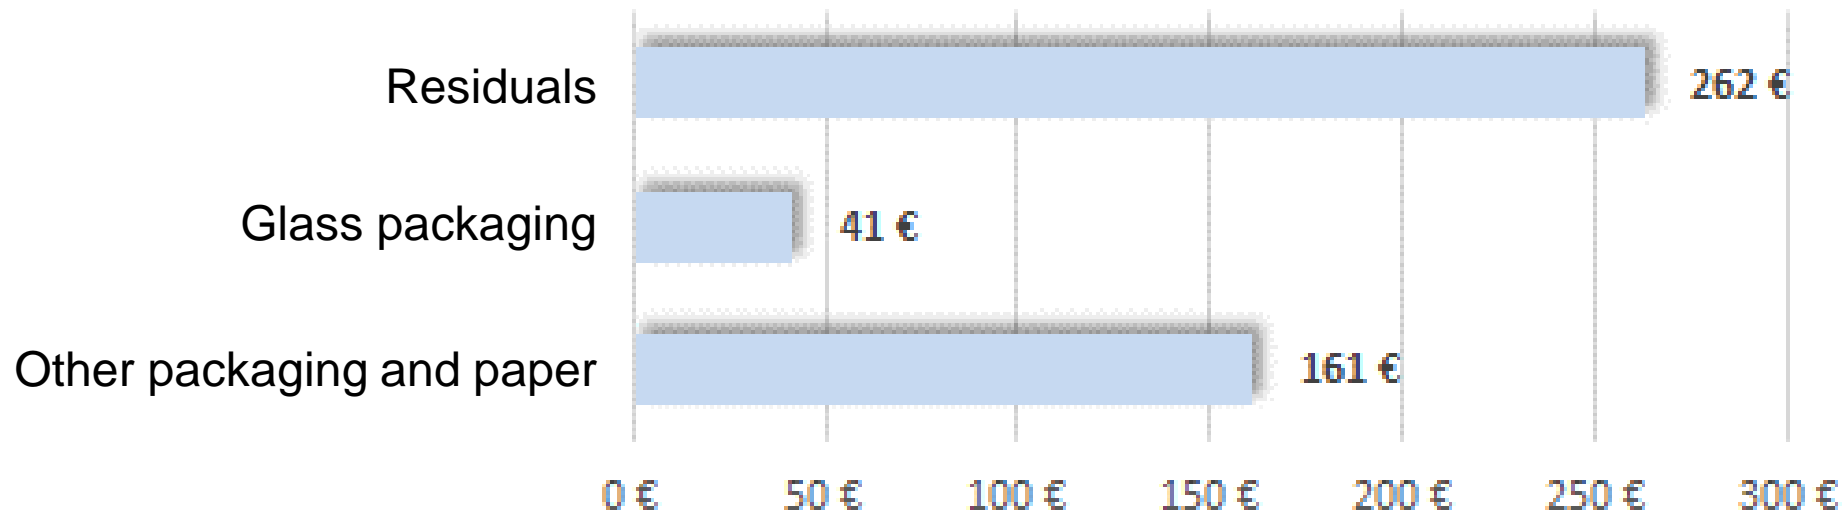 Residuals 262 €
Glass packaging 41 €
Other packaging and paper 161 €
0 € 50 € 100 € 150 € 200 € 250 € 300 €